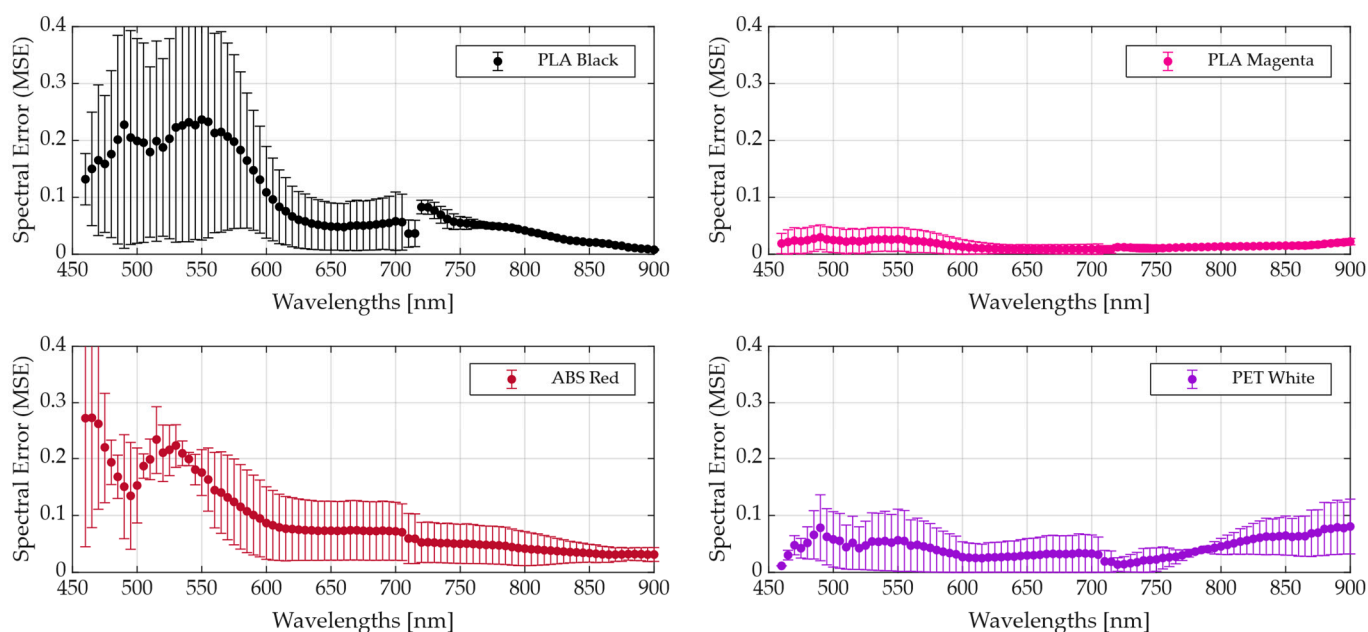 0.4
0.3
0.2
0.1
0
Spectral Error (MSE)
PLA Black
450 500 550 600 650 700 750 800 850 900
Wavelengths [nm]
0.4
0.3
0.2
0.1
0
Spectral Error (MSE)
PLA Magenta
450 500 550 600 650 700 750 800 850 900
Wavelengths [nm]
0.4
0.3
0.2
0.1
0
Spectral Error (MSE)
ABS Red
450 500 550 600 650 700 750 800 850 900
Wavelengths [nm]
0.4
0.3
0.2
0.1
0
Spectral Error (MSE)
PET White
450 500 550 600 650 700 750 800 850 900
Wavelengths [nm]